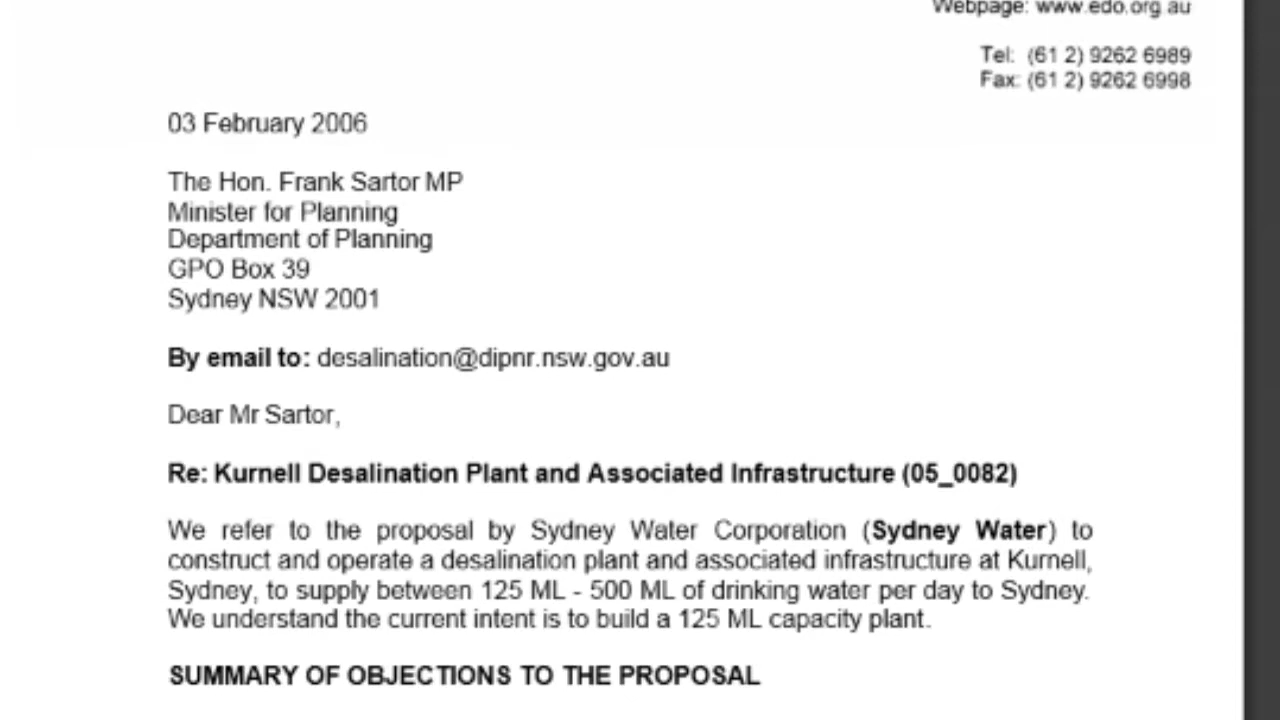 Webpage: www.edo.org.au
Tel: (61 2) 9262 6989
Fax: (61 2) 9262 6998
03 February 2006
The Hon. Frank Sartor MP
Minister for Planning
Department of Planning
GPO Box 39
Sydney NSW 2001
By email to: desalination@dipnr.nsw.gov.au
Dear Mr Sartor,
Re: Kurnell Desalination Plant and Associated Infrastructure (05_0082)
We refer to the proposal by Sydney Water Corporation (Sydney Water) to
construct and operate a desalination plant and associated infrastructure at Kurnell,
Sydney, to supply between 125 ML - 500 ML of drinking water per day to Sydney.
We understand the current intent is to build a 125 ML capacity plant.
SUMMARY OF OBJECTIONS TO THE PROPOSAL